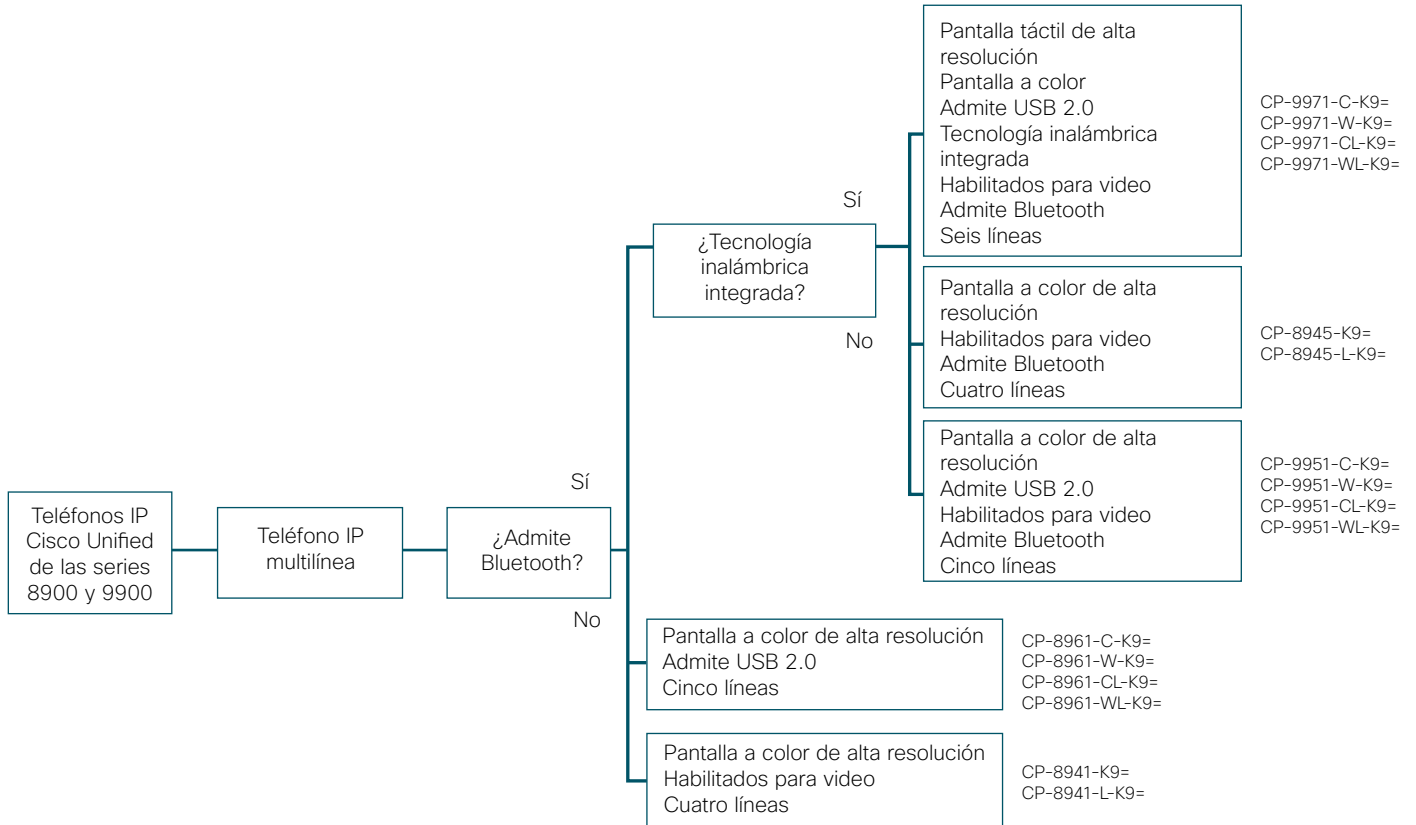 Teléfonos IP
Cisco Unified
de las series
8900 y 9900
Teléfono IP
multilínea
¿Admite
Bluetooth?
Sí
No
¿Tecnología
inalámbrica
integrada?
Sí
No
Pantalla táctil de alta
resolución
Pantalla a color
Admite USB 2.0
Tecnología inalámbrica
integrada
Habilitados para video
Admite Bluetooth
Seis líneas
CP-9971-C-K9=
CP-9971-W-K9=
CP-9971-CL-K9=
CP-9971-WL-K9=
Pantalla a color de alta
resolución
Habilitados para video
Admite Bluetooth
Cuatro líneas
CP-8945-K9=
CP-8945-L-K9=
Pantalla a color de alta
resolución
Admite USB 2.0
Habilitados para video
Admite Bluetooth
Cinco líneas
CP-9951-C-K9=
CP-9951-W-K9=
CP-9951-CL-K9=
CP-9951-WL-K9=
Pantalla a color de alta resolución
Admite USB 2.0
Cinco líneas
CP-8961-C-K9=
CP-8961-W-K9=
CP-8961-CL-K9=
CP-8961-WL-K9=
Pantalla a color de alta resolución
Habilitados para video
Cuatro líneas
CP-8941-K9=
CP-8941-L-K9=